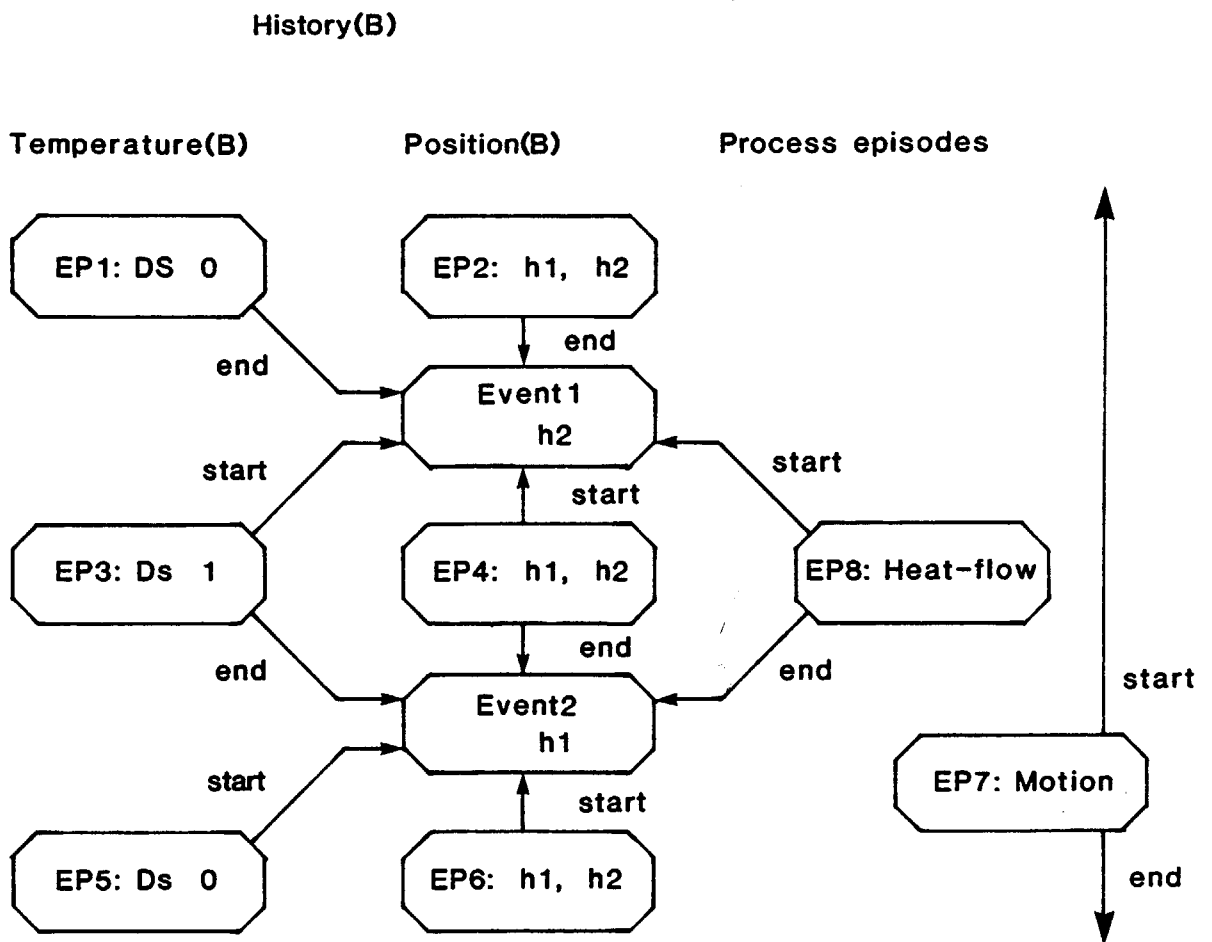 History(B)
Temperature(B) Position(B) Process episodes
EP1: DS 0 EP2: h1, h2
end end
Event1
h2
start start start
EP3: Ds 1 EP4: h1, h2 EP8: Heat-flow
end end end
start
Event2
h1
start start
EP7: Motion
EP5: Ds 0 EP6: h1, h2 end